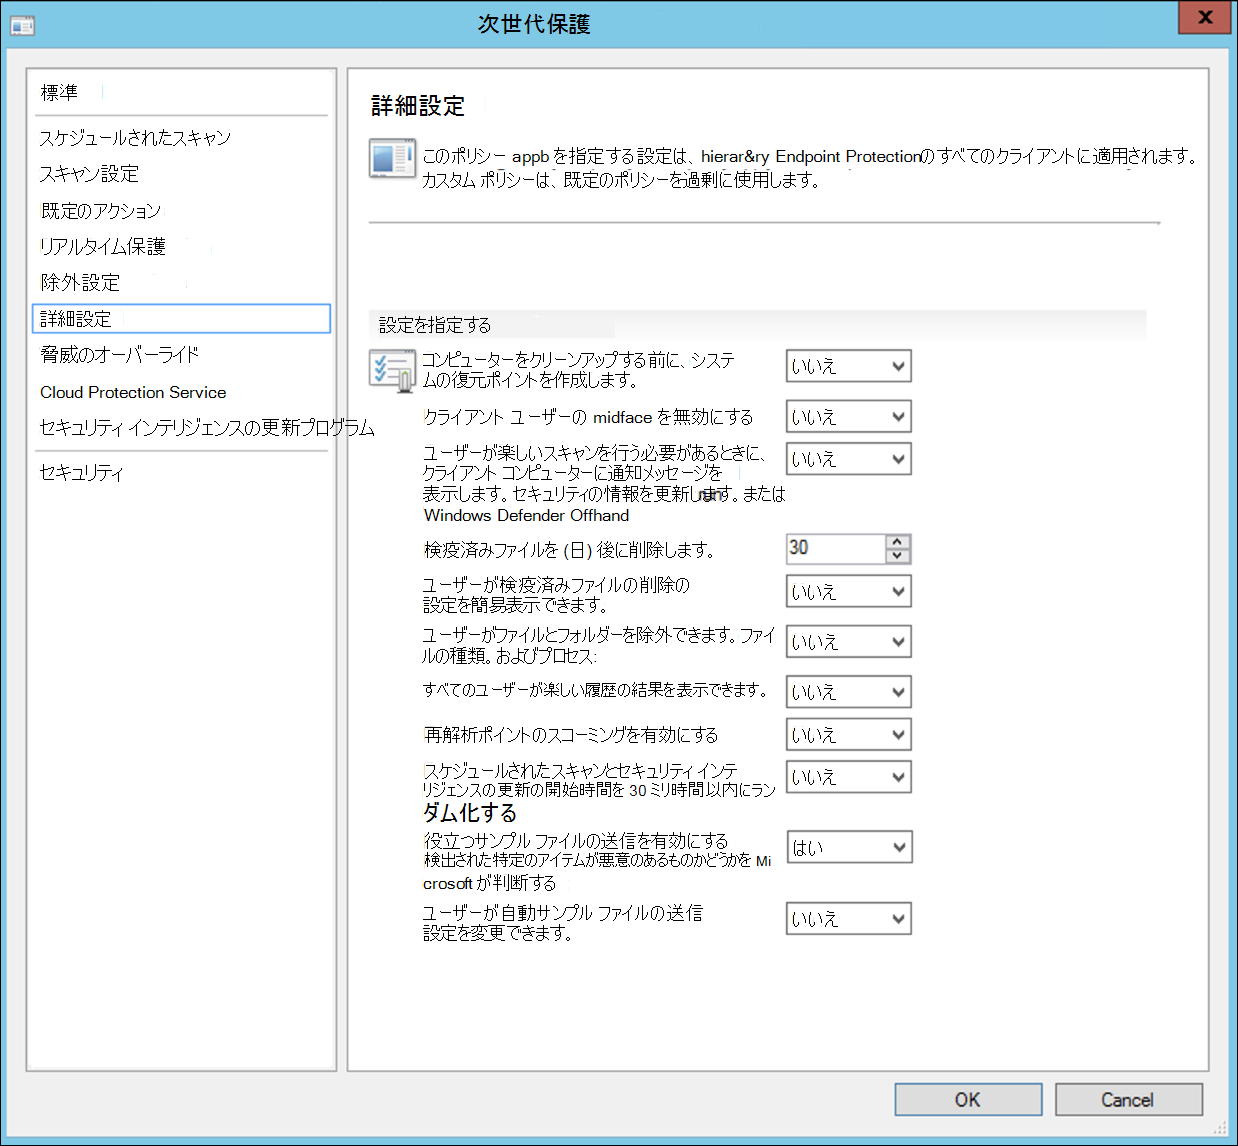 次世代保護
X
標準
スケジュールされたスキャン
スキャン設定
既定のアクション
リアルタイム保護
除外設定
詳細設定
脅威のオーバーライド
Cloud Protection Service
セキュリティ インテリジェンスの更新プログラム
セキュリティ
詳細設定
このポリシー appb を指定する設定は、hierar&ry Endpoint Protectionのすべてのクライアントに適用されます。
カスタム ポリシーは、既定のポリシーを過剰に使用します。
設定を指定する
コンピューターをクリーンアップする前に、システ
ムの復元ポイントを作成します。
いいえ
クライアント ユーザーの midface を無効にする
いいえ
ユーザーが楽しいスキャンを行う必要があるときに、
クライアント コンピューターに通知メッセージを
表示します。セキュリティの情報を更新します。または
Windows Defender Offhand
いいえ
検疫済みファイルを (日) 後に削除します。
30
ユーザーが検疫済みファイルの削除の
設定を簡易表示できます。
いいえ
ユーザーがファイルとフォルダーを除外できます。ファイ
ルの種類。およびプロセス:
いいえ
すべてのユーザーが楽しい履歴の結果を表示できます。
いいえ
再解析ポイントのスコーミングを有効にする
いいえ
スケジュールされたスキャンとセキュリティ インテ
リジェンスの更新の開始時間を 30 ミリ時間以内にラン
ダム化する
いいえ
役立つサンプル ファイルの送信を有効にする
検出された特定のアイテムが悪意のあるものかどうかを Mi
crosoft が判断する
はい
ユーザーが自動サンプル ファイルの送信
設定を変更できます。
いいえ
OK
Cancel